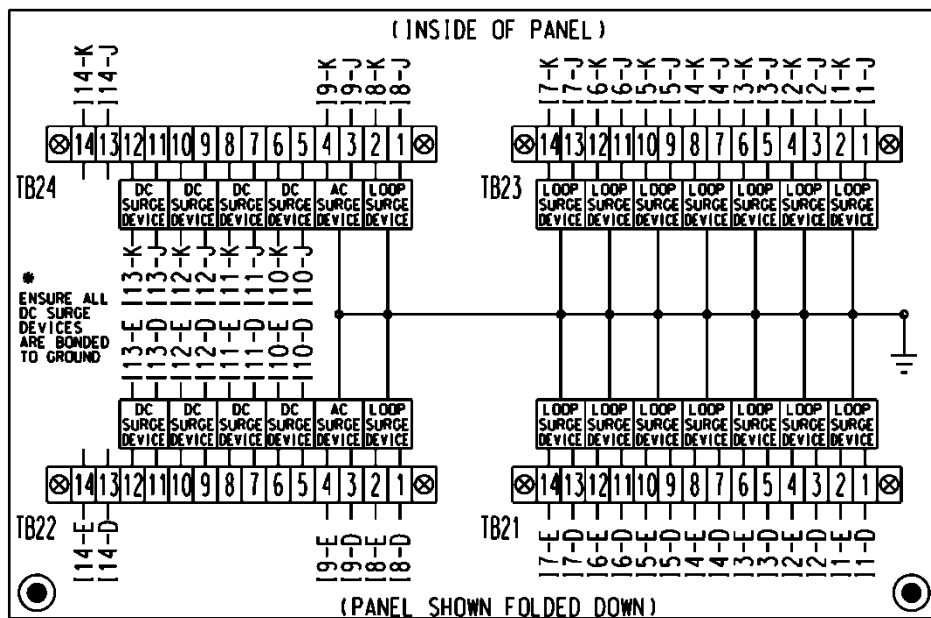 (INSIDE OF PANEL)
I14-K I14-J I9-K I9-J I8-K I8-J I7-K I7-J I6-K I6-J I5-K I5-J I4-K I4-J I3-K I3-J I2-K I2-J I1-K I1-J
14 13 12 11 10 9 8 7 6 5 4 3 2 1 14 13 12 11 10 9 8 7 6 5 4 3 2 1
TB24 TB23
DC DC DC DC AC LOOP LOOP LOOP LOOP LOOP LOOP LOOP LOOP
SURGE SURGE SURGE SURGE SURGE SURGE SURGE SURGE SURGE SURGE SURGE SURGE SURGE
DEVICE DEVICE DEVICE DEVICE DEVICE DEVICE DEVICE DEVICE DEVICE DEVICE DEVICE DEVICE DEVICE
I13-K I13-J I12-K I12-J I11-K I11-J I10-K I10-J
*
ENSURE ALL
DC SURGE
DEVICES
ARE BONDED
TO GROUND
I13-E I13-D I12-E I12-D I11-E I11-D I10-E I10-D
DC DC DC DC AC LOOP LOOP LOOP LOOP LOOP LOOP LOOP LOOP
SURGE SURGE SURGE SURGE SURGE SURGE SURGE SURGE SURGE SURGE SURGE SURGE SURGE
DEVICE DEVICE DEVICE DEVICE DEVICE DEVICE DEVICE DEVICE DEVICE DEVICE DEVICE DEVICE DEVICE
14 13 12 11 10 9 8 7 6 5 4 3 2 1 14 13 12 11 10 9 8 7 6 5 4 3 2 1
TB22 TB21
I14-E I14-D I9-E I9-D I8-E I8-D I7-E I7-D I6-E I6-D I5-E I5-D I4-E I4-D I3-E I3-D I2-E I2-D I1-E I1-D
(PANEL SHOWN FOLDED DOWN)